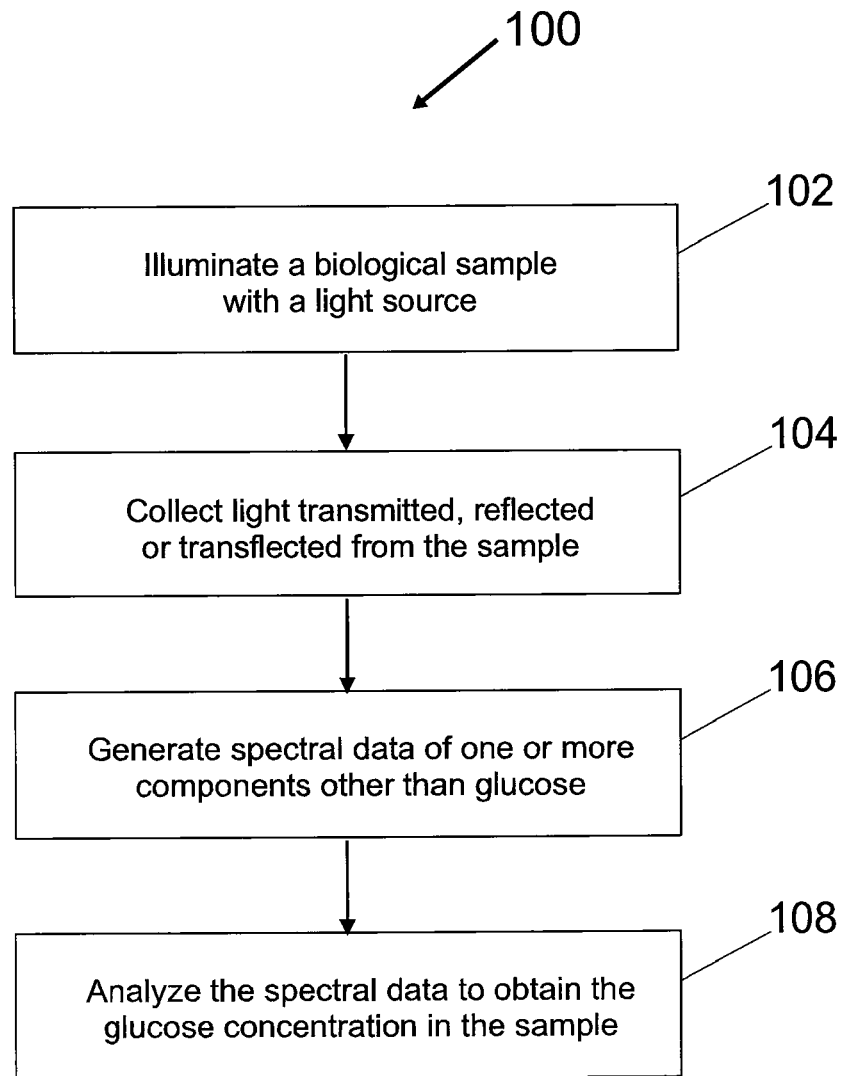 100
102
Illuminate a biological sample
with a light source
104
Collect light transmitted, reflected
or transflected from the sample
106
Generate spectral data of one or more
components other than glucose
108
Analyze the spectral data to obtain the
glucose concentration in the sample